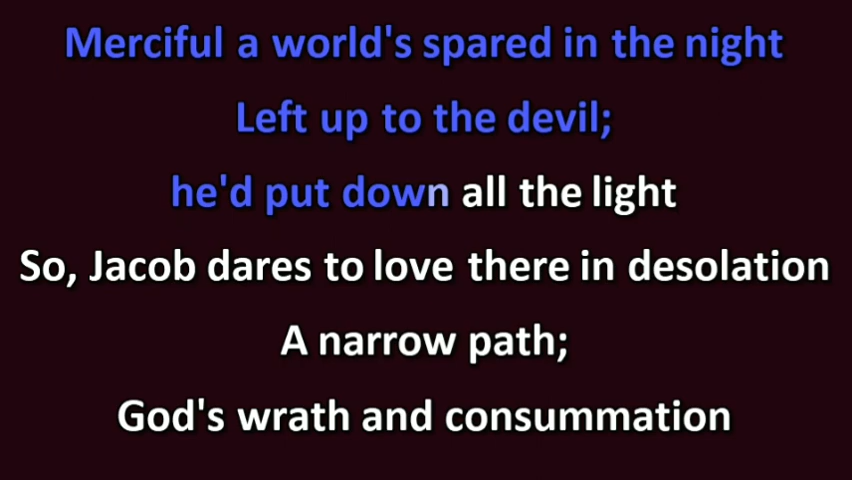 Merciful a world's spared in the night
Left up to the devil;
he'd put down all the light
So, Jacob dares to love there in desolation
A narrow path;
God's wrath and consummation